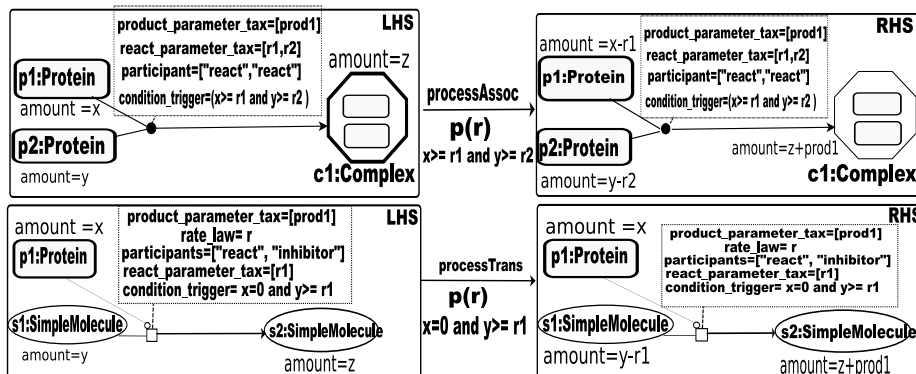 LHS
product_parameter_tax=[prod1]
react_parameter_tax=[r1,r2]
participant=["react","react"]
condition_trigger=(x>= r1 and y>= r2 )
amount=z
p1:Protein
amount =x
p2:Protein
amount=y
c1:Complex
processAssoc
p(r)
x>= r1 and y>= r2
RHS
product_parameter_tax=[prod1]
react_parameter_tax=[r1,r2]
participant=["react","react"]
condition_trigger=(x>= r1 and y>= r2 )
amount =x-r1
p1:Protein
p2:Protein
amount=y-r2
amount=z+prod1
c1:Complex
LHS
amount =x
product_parameter_tax=[prod1]
rate_law= r
participants=["react", "inhibitor"]
react_parameter_tax=[r1]
condition_trigger= x=0 and y>= r1
p1:Protein
s1:SimpleMolecule
amount=y
s2:SimpleMolecule
amount=z
processTrans
p(r)
x=0 and y>= r1
RHS
amount =x
product_parameter_tax=[prod1]
rate_law= r
participants=["react", "inhibitor"]
react_parameter_tax=[r1]
condition_trigger= x=0 and y>= r1
p1:Protein
s1:SimpleMolecule
amount=y-r1
s2:SimpleMolecule
amount=z+prod1